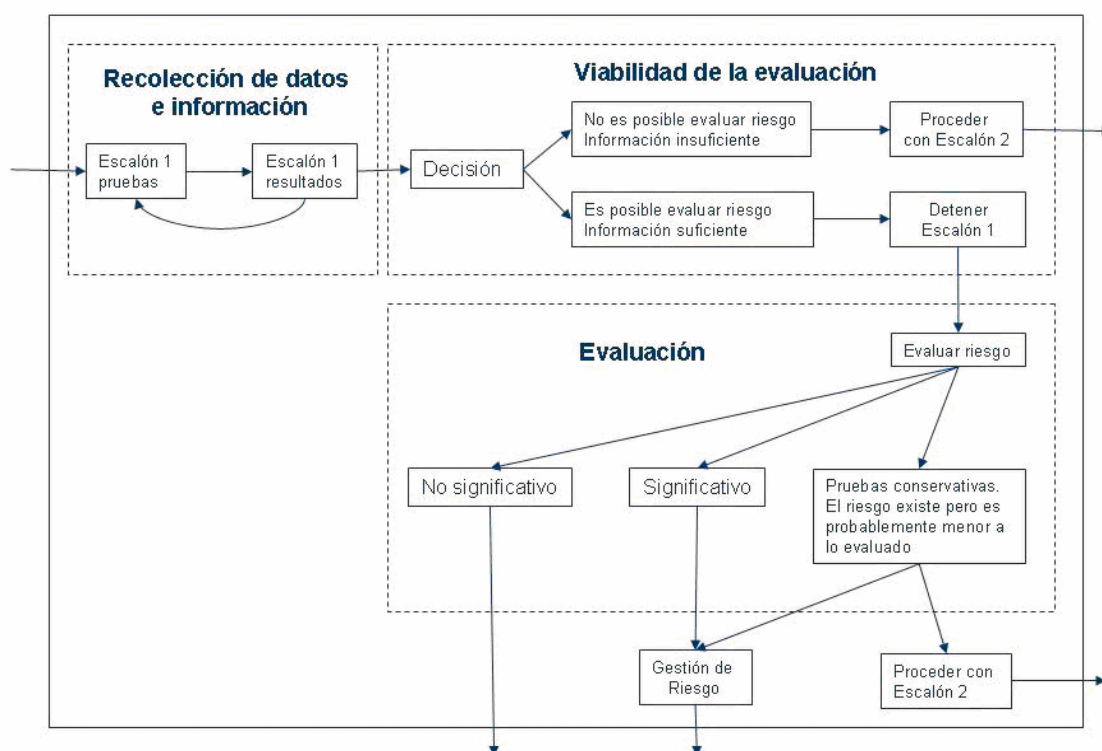 Recolección de datos
e información
Escalón 1
pruebas
Escalón 1
resultados
Viabilidad de la evaluación
Decisión
No es posible evaluar riesgo
Información insuficiente
Proceder
con Escalón 2
Es posible evaluar riesgo
Información suficiente
Detener
Escalón 1
Evaluación
Evaluar riesgo
No significativo
Significativo
Pruebas conservativas.
El riesgo existe pero es
probablemente menor a
lo evaluado
Gestión de
Riesgo
Proceder con
Escalón 2